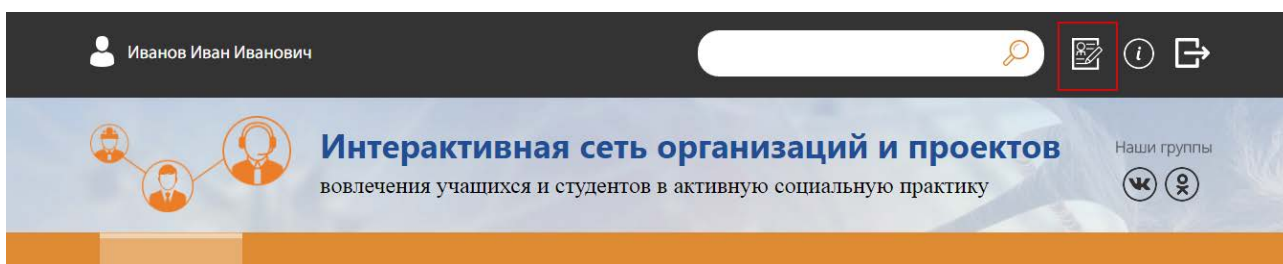 Иванов Иван Иванович
Интерактивная сеть организаций и проектов
вовлечения учащихся и студентов в активную социальную практику
Наши группы